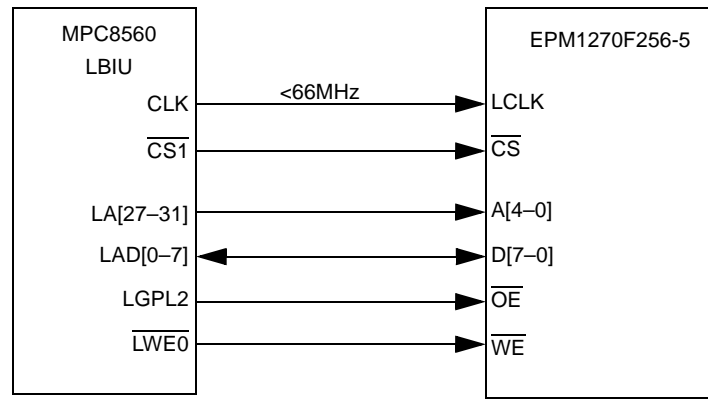 MPC8560
LBIU
EPM1270F256-5
CLK
<66MHz
LCLK
CS1
CS
LA[27–31]
A[4–0]
LAD[0–7]
D[7–0]
LGPL2
OE
LWE0
WE